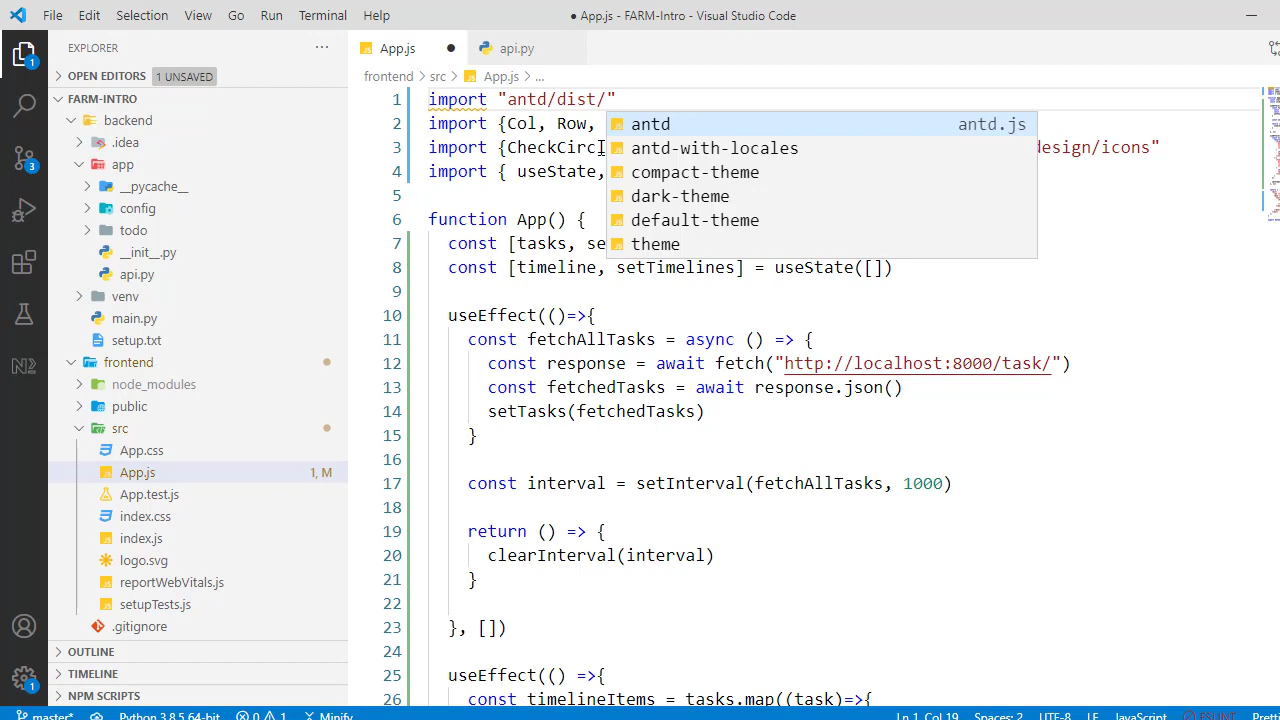 File Edit Selection View Go Run Terminal Help
● App.js - FARM-Intro - Visual Studio Code
EXPLORER
OPEN EDITORS 1 UNSAVED
FARM-INTRO
backend
.idea
app
__pycache__
config
todo
__init__.py
api.py
venv
main.py
setup.txt
frontend
node_modules
public
src
App.css
App.js 1, M
App.test.js
index.css
index.js
logo.svg
reportWebVitals.js
setupTests.js
.gitignore
OUTLINE
TIMELINE
NPM SCRIPTS
1
3
1
App.js ●
api.py
frontend > src > App.js > ...
1 import "antd/dist/"
2 import {Col, Row,
3 import {CheckCirc design/icons"
4 import { useState,
antd antd.js
antd-with-locales
compact-theme
dark-theme
default-theme
theme
5
6 function App() {
7 const [tasks, se
8 const [timeline, setTimelines] = useState([])
9
10 useEffect(()=>{
11 const fetchAllTasks = async () => {
12 const response = await fetch("http://localhost:8000/task/")
13 const fetchedTasks = await response.json()
14 setTasks(fetchedTasks)
15 }
16
17 const interval = setInterval(fetchAllTasks, 1000)
18
19 return () => {
20 clearInterval(interval)
21 }
22
23 }, [])
24
25 useEffect(() =>{
26 const timelineItems = tasks.map((task)=>{
master* Python 3.8.5 64-bit 0 1 Minify Ln 1, Col 19 Spaces: 2 UTF-8 LF JavaScript ESLINT